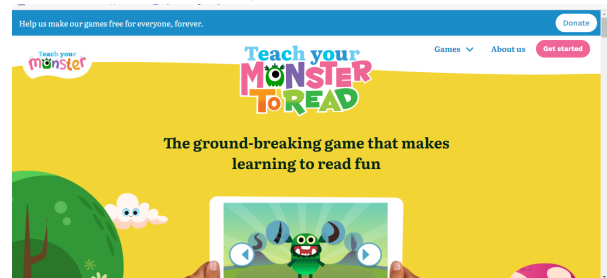 Help us make our games free for everyone, forever.
Donate
Teach your
monster
Teach your
MONSTER
TO READ
Games
About us
Get started
The ground-breaking game that makes
learning to read fun